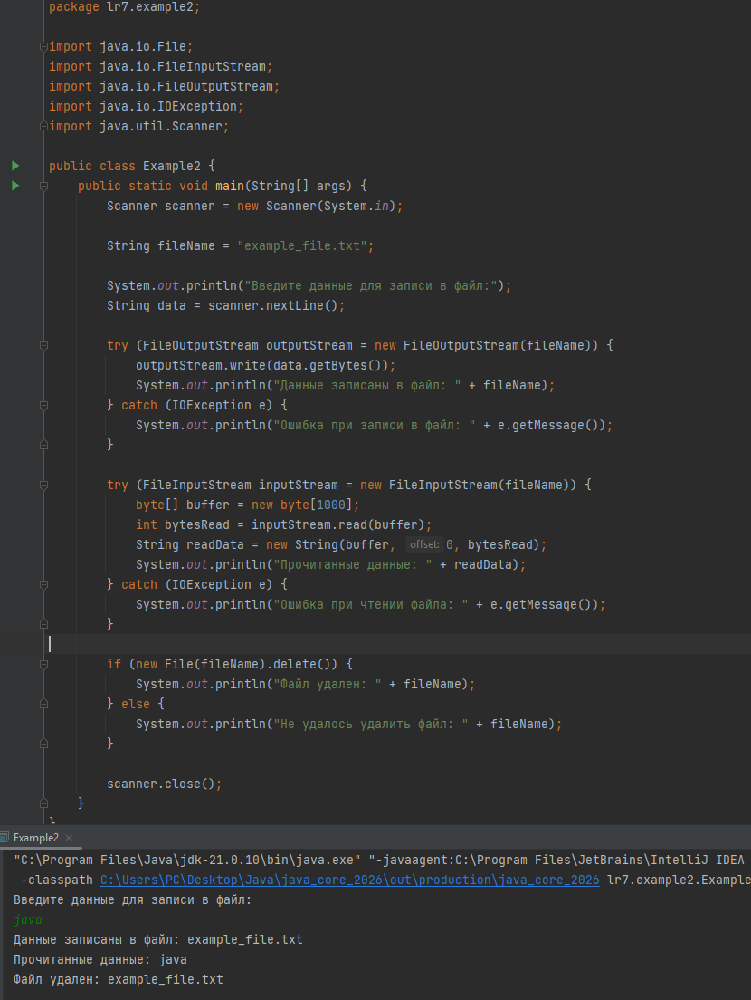 package lr7.example2;
import java.io.File;
import java.io.FileInputStream;
import java.io.FileOutputStream;
import java.io.IOException;
import java.util.Scanner;
public class Example2 {
    public static void main(String[] args) {
        Scanner scanner = new Scanner(System.in);
        String fileName = "example_file.txt";
        System.out.println("Введите данные для записи в файл:");
        String data = scanner.nextLine();
        try (FileOutputStream outputStream = new FileOutputStream(fileName)) {
            outputStream.write(data.getBytes());
            System.out.println("Данные записаны в файл: " + fileName);
        } catch (IOException e) {
            System.out.println("Ошибка при записи в файл: " + e.getMessage());
        }
        try (FileInputStream inputStream = new FileInputStream(fileName)) {
            byte[] buffer = new byte[1000];
            int bytesRead = inputStream.read(buffer);
            String readData = new String(buffer, offset: 0, bytesRead);
            System.out.println("Прочитанные данные: " + readData);
        } catch (IOException e) {
            System.out.println("Ошибка при чтении файла: " + e.getMessage());
        }
        if (new File(fileName).delete()) {
            System.out.println("Файл удален: " + fileName);
        } else {
            System.out.println("Не удалось удалить файл: " + fileName);
        }
        scanner.close();
    }
}
Example2 ×
"C:\Program Files\Java\jdk-21.0.10\bin\java.exe" "-javaagent:C:\Program Files\JetBrains\IntelliJ IDEA
-classpath C:\Users\PC\Desktop\Java\java_core_2026\out\production\java_core_2026 lr7.example2.Example
Введите данные для записи в файл:
java
Данные записаны в файл: example_file.txt
Прочитанные данные: java
Файл удален: example_file.txt